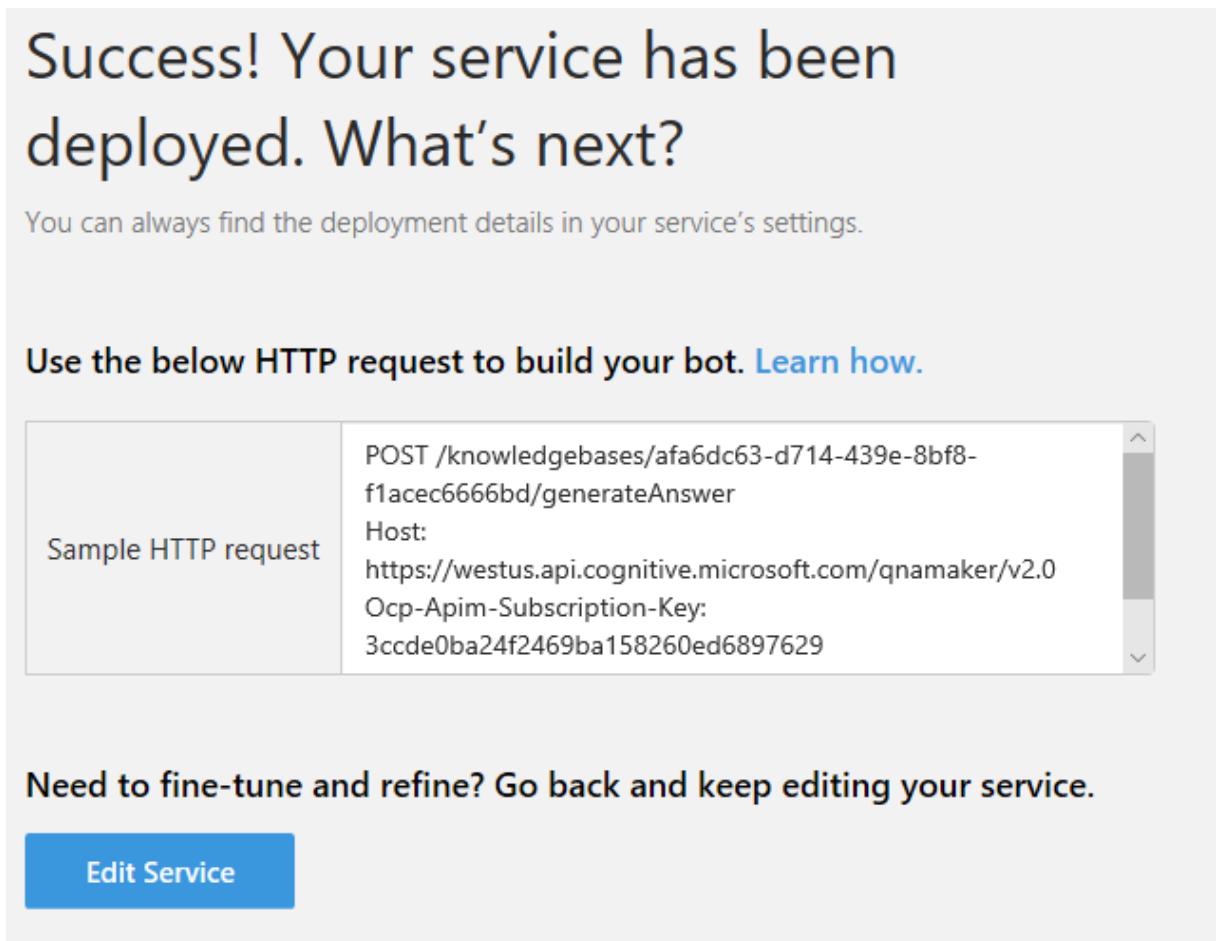 Success! Your service has been
deployed. What's next?
You can always find the deployment details in your service's settings.
Use the below HTTP request to build your bot. Learn how.
Sample HTTP request
POST /knowledgebases/afa6dc63-d714-439e-8bf8-
f1acec6666bd/generateAnswer
Host:
https://westus.api.cognitive.microsoft.com/qnamaker/v2.0
Ocp-Apim-Subscription-Key:
3ccde0ba24f2469ba158260ed6897629
Need to fine-tune and refine? Go back and keep editing your service.
Edit Service